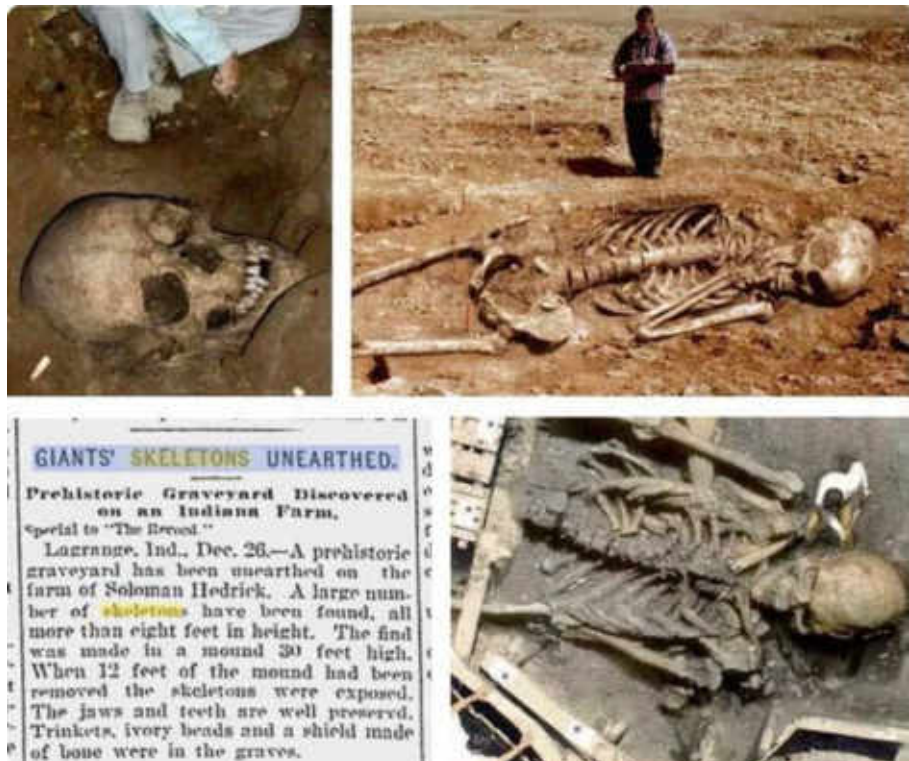 GIANTS' SKELETONS UNEARTHED.
Prehistoric Graveyard Discovered
on an Indiana Farm.
Special to "The Record."
Lagrange, Ind., Dec. 26.—A prehistoric
graveyard has been unearthed on the
farm of Soloman Hedrick. A large num-
ber of skeletons have been found, all
more than eight feet in height. The find
was made in a mound 30 feet high.
When 12 feet of the mound had been
removed the skeletons were exposed.
The jaws and teeth are well preserved.
Trinkets, ivory beads and a shield made
of bone were in the graves.